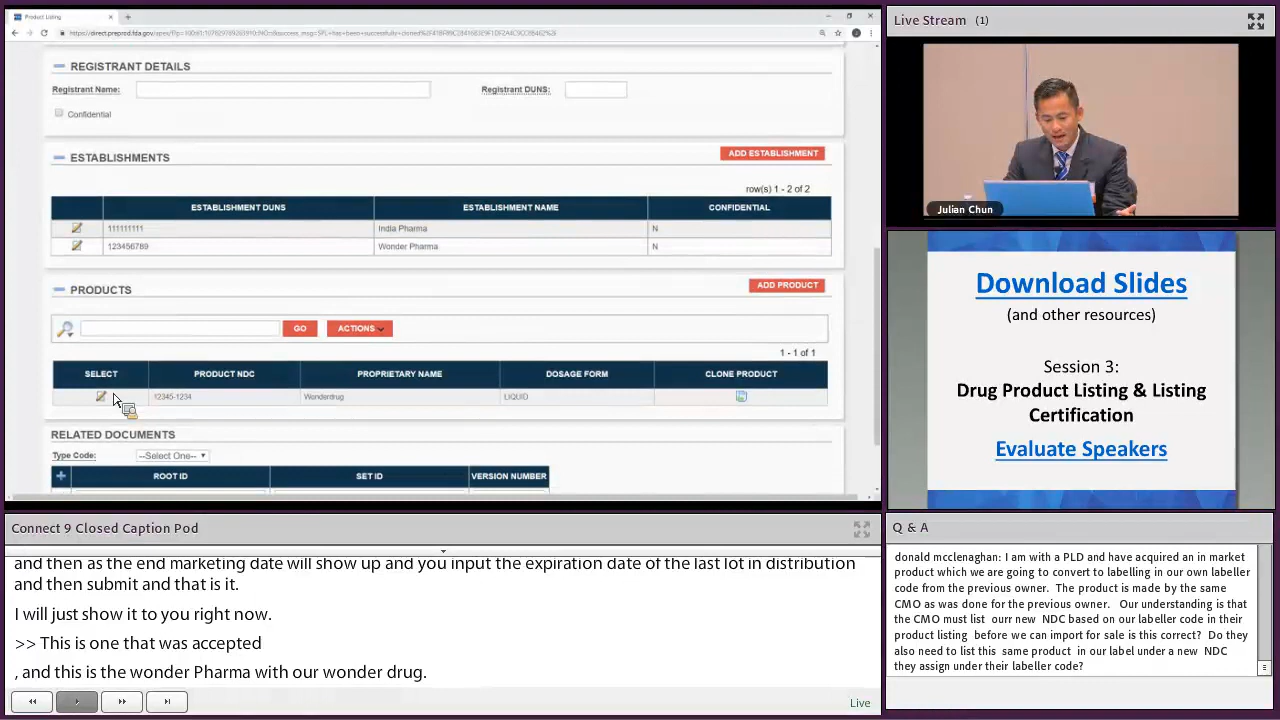 Product Listing
REGISTRANT DETAILS
Registrant Name: Registrant DUNS:
Confidential
ESTABLISHMENTS
ADD ESTABLISHMENT
row(s) 1 - 2 of 2
ESTABLISHMENT DUNS ESTABLISHMENT NAME CONFIDENTIAL
111111111 India Pharma N
123456789 Wonder Pharma N
PRODUCTS
ADD PRODUCT
GO ACTIONS
1 - 1 of 1
SELECT PRODUCT NDC PROPRIETARY NAME DOSAGE FORM CLONE PRODUCT
12345-1234 Wonderdrug LIQUID
RELATED DOCUMENTS
Type Code: --Select One--
ROOT ID SET ID VERSION NUMBER
Connect 9 Closed Caption Pod
and then as the end marketing date will show up and you input the expiration date of the last lot in distribution
and then submit and that is it.
I will just show it to you right now.
>> This is one that was accepted
, and this is the wonder Pharma with our wonder drug.
Live
Live Stream (1)
Julian Chun
Download Slides
(and other resources)
Session 3:
Drug Product Listing & Listing
Certification
Evaluate Speakers
Q & A
donald mcclenaghan: I am with a PLD and have acquired an in market
product which we are going to convert to labelling in our own labeller
code from the previous owner. The product is made by the same
CMO as was done for the previous owner. Our understanding is that
the CMO must list ourr new NDC based on our labeller code in their
product listing before we can import for sale is this correct? Do they
also need to list this same product in our label under a new NDC
they assign under their labeller code?